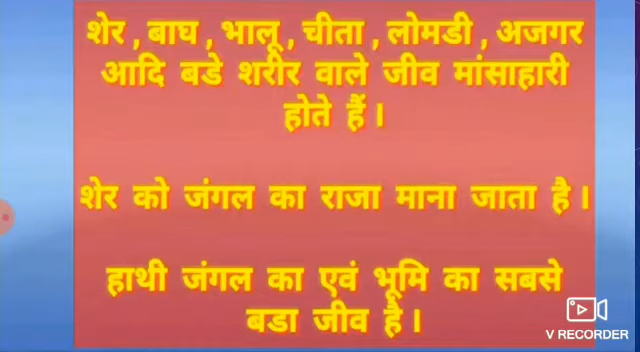 शेर , बाघ , भालू , चीता , लोमडी , अजगर
आदि बडे शरीर वाले जीव मांसाहारी
होते हैं ।
शेर को जंगल का राजा माना जाता है ।
हाथी जंगल का एवं भूमि का सबसे
बडा जीव है ।
V RECORDER